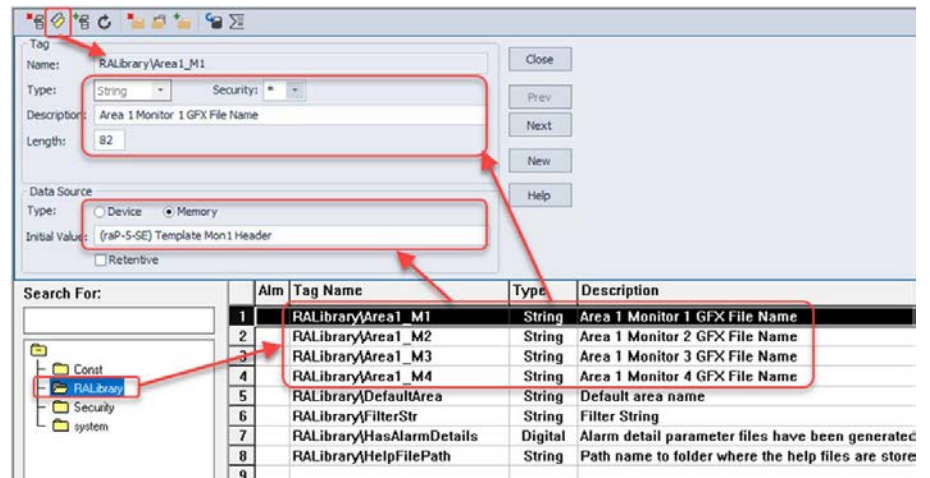 Tag
Name: RALibrary\Area1_M1 Close
Type: String Security: *
Prev
Description: Area 1 Monitor 1 GFX File Name
Next
Length: 82
New
Data Source Help
Type: Device Memory
Initial Value: (raP-5-SE) Template Mon1 Header
Retentive
Search For: Alm Tag Name Type Description
1 RALibrary\Area1_M1 String Area 1 Monitor 1 GFX File Name
2 RALibrary\Area1_M2 String Area 1 Monitor 2 GFX File Name
3 RALibrary\Area1_M3 String Area 1 Monitor 3 GFX File Name
Const 4 RALibrary\Area1_M4 String Area 1 Monitor 4 GFX File Name
RALibrary 5 RALibrary\DefaultArea String Default area name
Security 6 RALibrary\FilterStr String Filter String
system 7 RALibrary\HasAlarmDetails Digital Alarm detail parameter files have been generated
8 RALibrary\HelpFilePath String Path name to folder where the help files are store
9